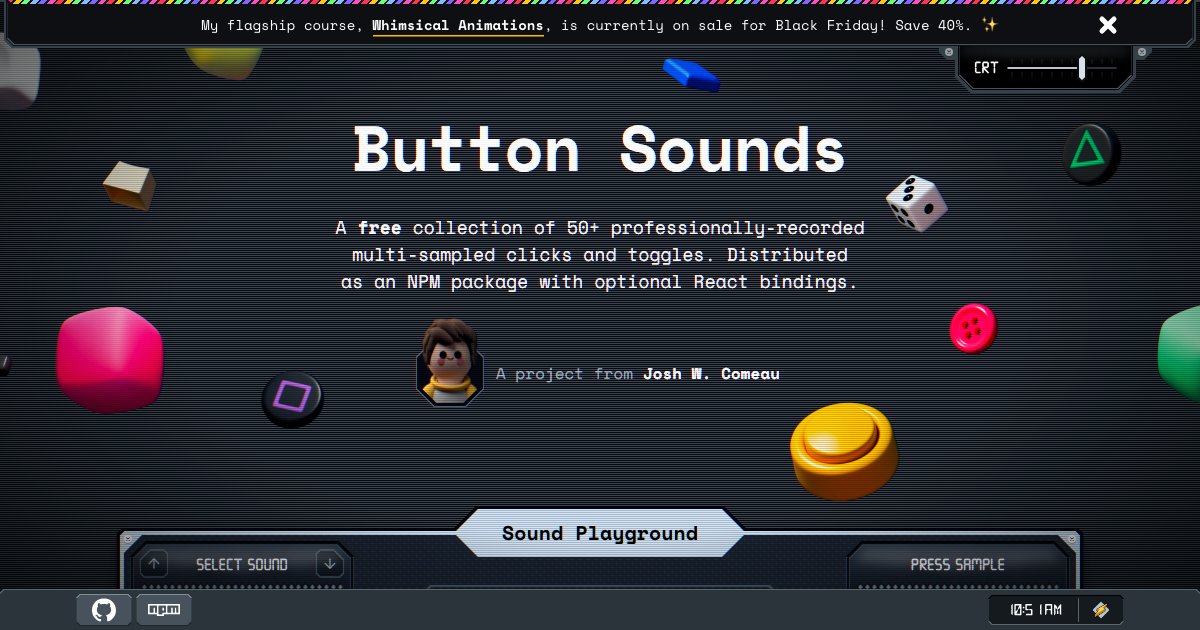 My flagship course, Whimsical Animations, is currently on sale for Black Friday! Save 40%. ✨
CRT
Button Sounds
A free collection of 50+ professionally-recorded
multi-sampled clicks and toggles. Distributed
as an NPM package with optional React bindings.
A project from Josh W. Comeau
Sound Playground
SELECT SOUND
PRESS SAMPLE
npm
10:51AM